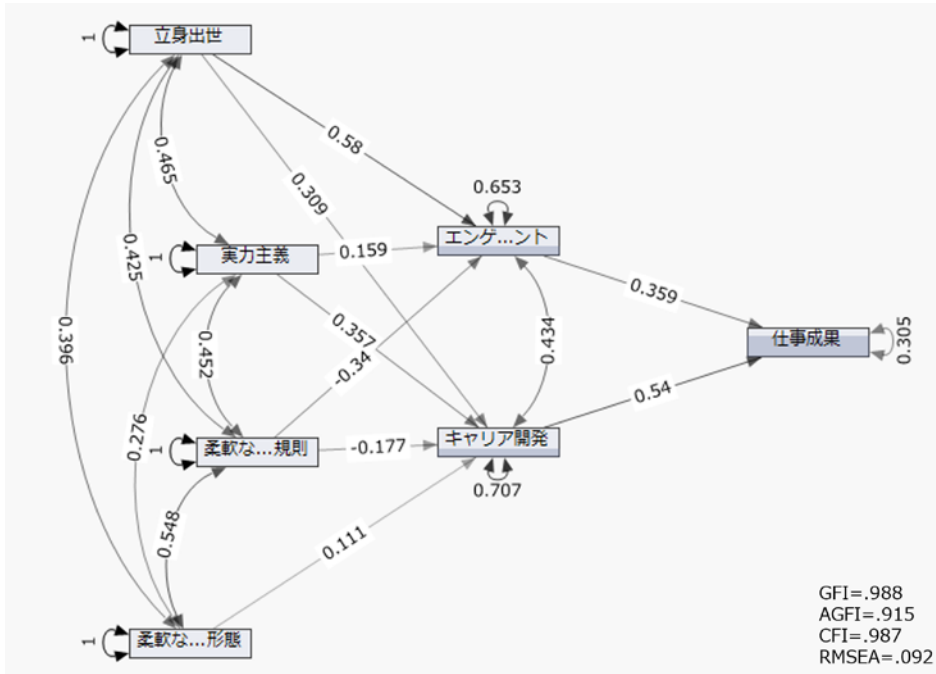 立身出世
1
0.58
0.465
0.309
0.653
エンゲ...ント
実力主義
1
0.159
0.425
0.359
0.357
0.396
0.452
-0.34
0.434
仕事成果
0.305
0.54
0.276
柔軟な...規則
1
-0.177
キャリア開発
0.707
0.548
0.111
柔軟な...形態
1
GFI=.988
AGFI=.915
CFI=.987
RMSEA=.092